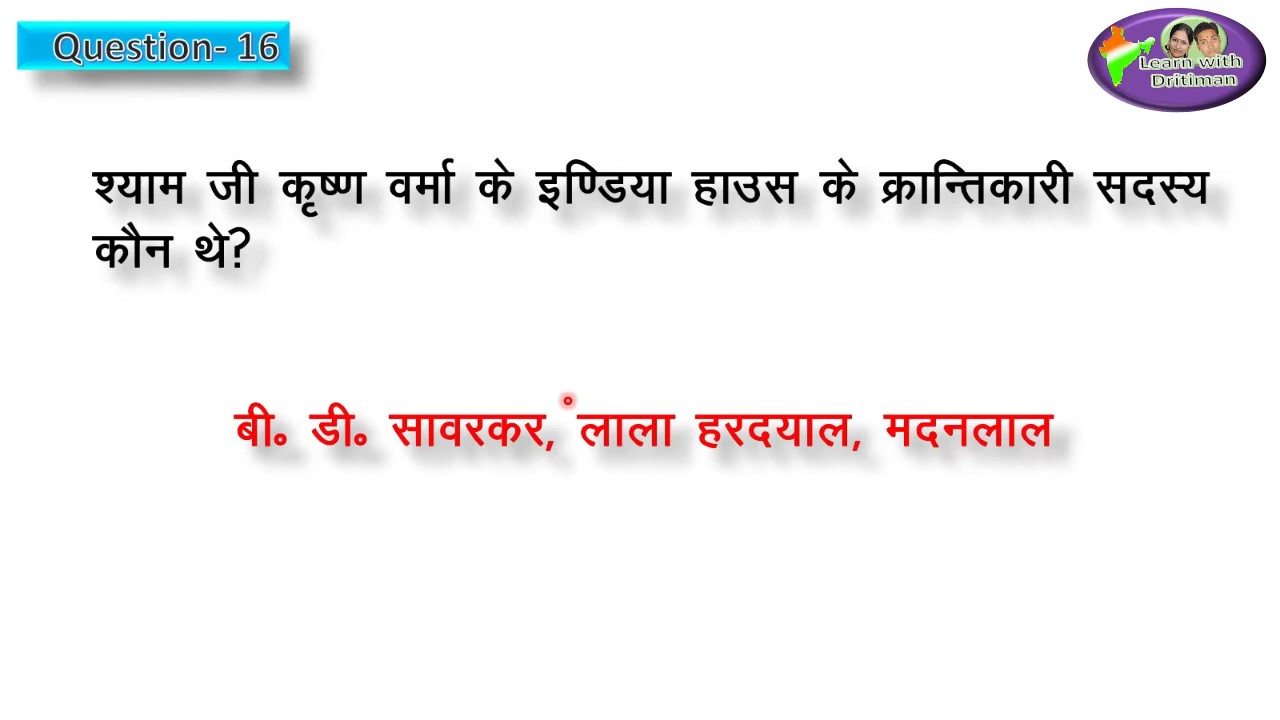 Question- 16
Learn with
Dritiman
श्याम जी कृष्ण वर्मा के इण्डिया हाउस के क्रान्तिकारी सदस्य
कौन थे?
बी॰ डी॰ सावरकर, लाला हरदयाल, मदनलाल